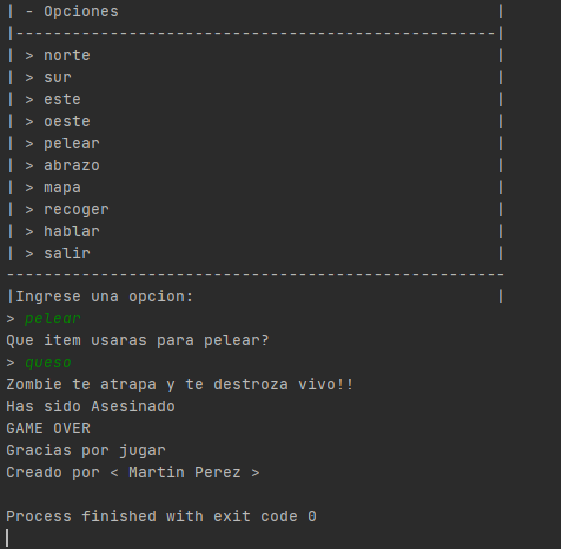 | - Opciones |
|---------------------------------------------------|
| > norte |
| > sur |
| > este |
| > oeste |
| > pelear |
| > abrazo |
| > mapa |
| > recoger |
| > hablar |
| > salir |
-----------------------------------------------------
|Ingrese una opcion: |
> pelear
Que item usaras para pelear?
> queso
Zombie te atrapa y te destroza vivo!!
Has sido Asesinado
GAME OVER
Gracias por jugar
Creado por < Martin Perez >
Process finished with exit code 0